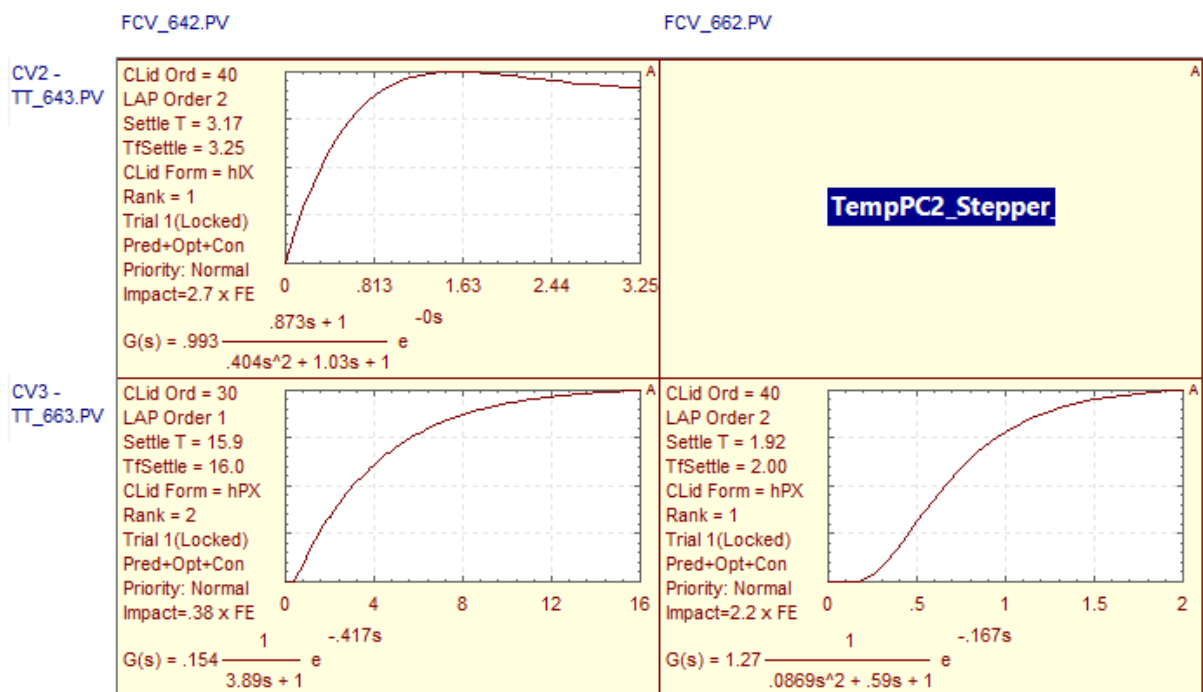 FCV_642.PV
FCV_662.PV
CV2 -
TT_643.PV
CLid Ord = 40
LAP Order 2
Settle T = 3.17
TfSettle = 3.25
CLid Form = hIX
Rank = 1
Trial 1(Locked)
Pred+Opt+Con
Priority: Normal
Impact=2.7 x FE
A
0 .813 1.63 2.44 3.25
.873s + 1 -0s
G(s) = .993 e
.404s^2 + 1.03s + 1
A
TempPC2_Stepper_
CV3 -
TT_663.PV
CLid Ord = 30
LAP Order 1
Settle T = 15.9
TfSettle = 16.0
CLid Form = hPX
Rank = 2
Trial 1(Locked)
Pred+Opt+Con
Priority: Normal
Impact=.38 x FE
A
0 4 8 12 16
1 -.417s
G(s) = .154 e
3.89s + 1
CLid Ord = 40
LAP Order 2
Settle T = 1.92
TfSettle = 2.00
CLid Form = hPX
Rank = 1
Trial 1(Locked)
Pred+Opt+Con
Priority: Normal
Impact=2.2 x FE
A
0 .5 1 1.5 2
1 -.167s
G(s) = 1.27 e
.0869s^2 + .59s + 1